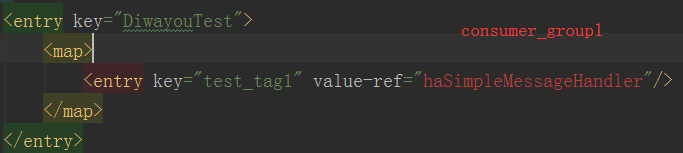 <entry key="DiwayouTest">
consumer_group1
<map>
<entry key="test_tag1" value-ref="haSimpleMessageHandler"/>
</map>
</entry>